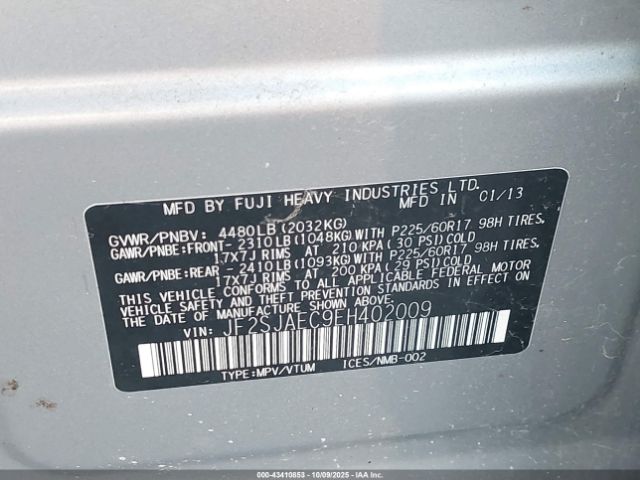 MFD BY FUJI HEAVY INDUSTRIES LTD.
MFD IN 01/13
GVWR/PNBV: 4480LB (2032KG)
GAWR/PNBE:FRONT- 2310LB(1048KG)WITH P225/60R17 98H TIRES.
17X7J RIMS AT 210 KPA(30 PSI)COLD
GAWR/PNBE:REAR - 2410LB(1093KG)WITH P225/60R17 98H TIRES.
17X7J RIMS AT 200 KPA(29 PSI)COLD
THIS VEHICLE CONFORMS TO ALL APPLICABLE FEDERAL MOTOR
VEHICLE SAFETY AND THEFT PREVENTION STANDARDS IN EFFECT ON
THE DATE OF MANUFACTURE SHOWN ABOVE.
VIN: JF2SJAEC9EH402009
TYPE:MPV/VTUM ICES/NMB-002
000-43410853 | 10/09/2025 | IAAI.COM